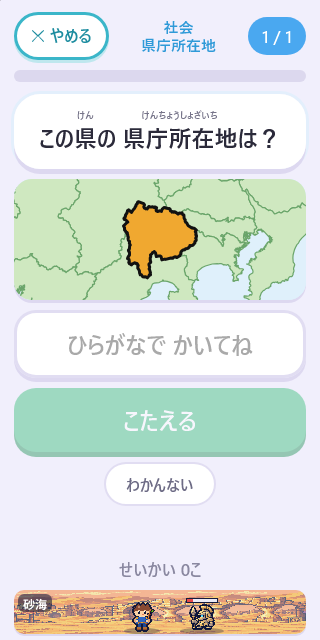 × やめる
社会
県庁所在地
1 / 1
けん けんちょうしょざいち
この県の 県庁所在地は？
ひらがなで かいてね
こたえる
わかんない
せいかい 0こ
砂海